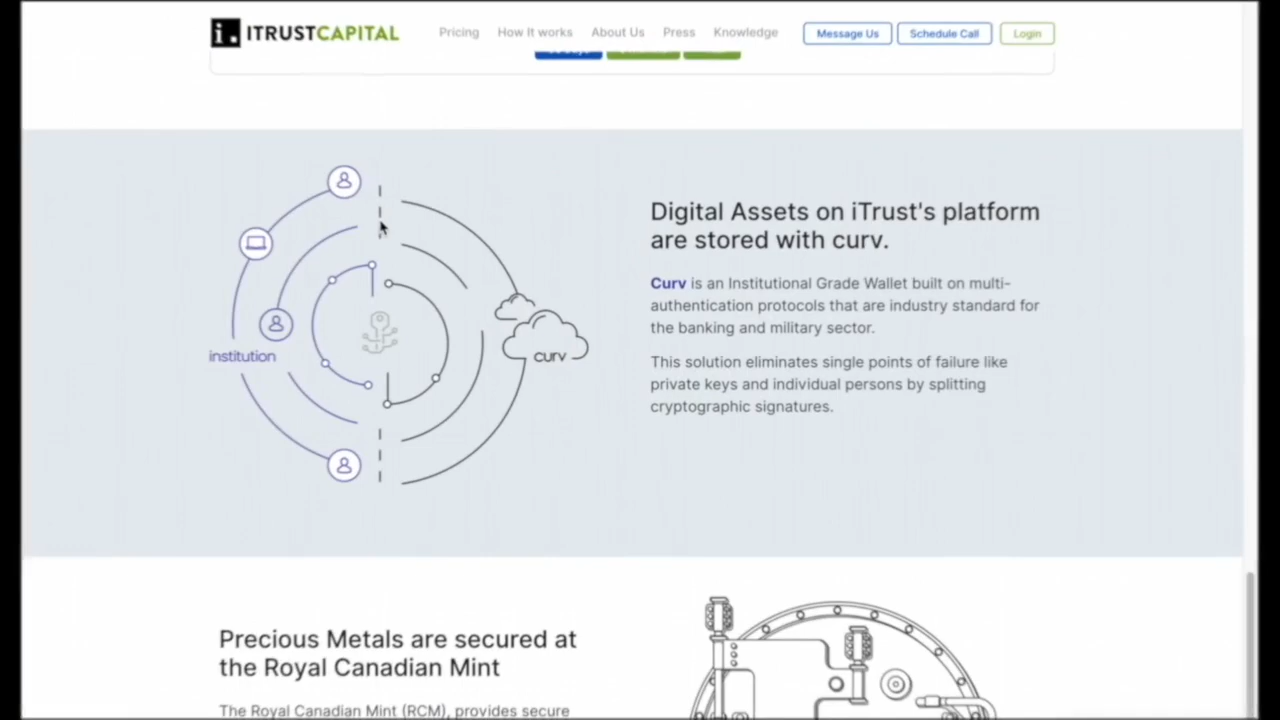 i. ITRUSTCAPITAL
Pricing How It works About Us Press Knowledge Message Us Schedule Call Login
Digital Assets on iTrust's platform
are stored with curv.
Curv is an Institutional Grade Wallet built on multi-
authentication protocols that are industry standard for
the banking and military sector.
This solution eliminates single points of failure like
private keys and individual persons by splitting
cryptographic signatures.
institution
curv
Precious Metals are secured at
the Royal Canadian Mint
The Royal Canadian Mint (RCM), provides secure